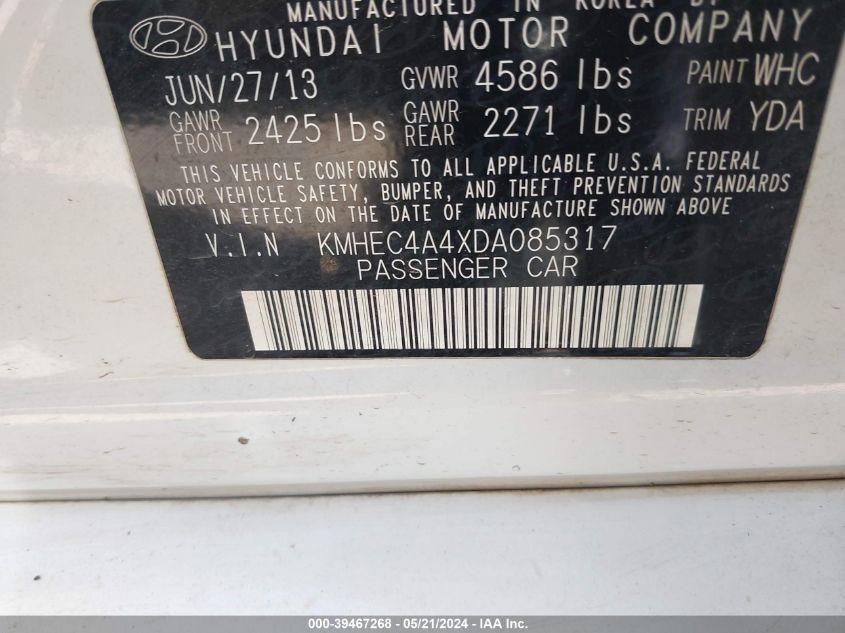 MANUFACTURED IN KOREA BY
HYUNDAI MOTOR COMPANY
JUN/27/13 GVWR 4586 lbs PAINT WHC
GAWR FRONT 2425 lbs GAWR REAR 2271 lbs TRIM YDA
THIS VEHICLE CONFORMS TO ALL APPLICABLE U.S.A. FEDERAL
MOTOR VEHICLE SAFETY, BUMPER, AND THEFT PREVENTION STANDARDS
IN EFFECT ON THE DATE OF MANUFACTURE SHOWN ABOVE
V.I.N KMHEC4A4XDA085317
PASSENGER CAR
000-39467268 - 05/21/2024 - IAA Inc.